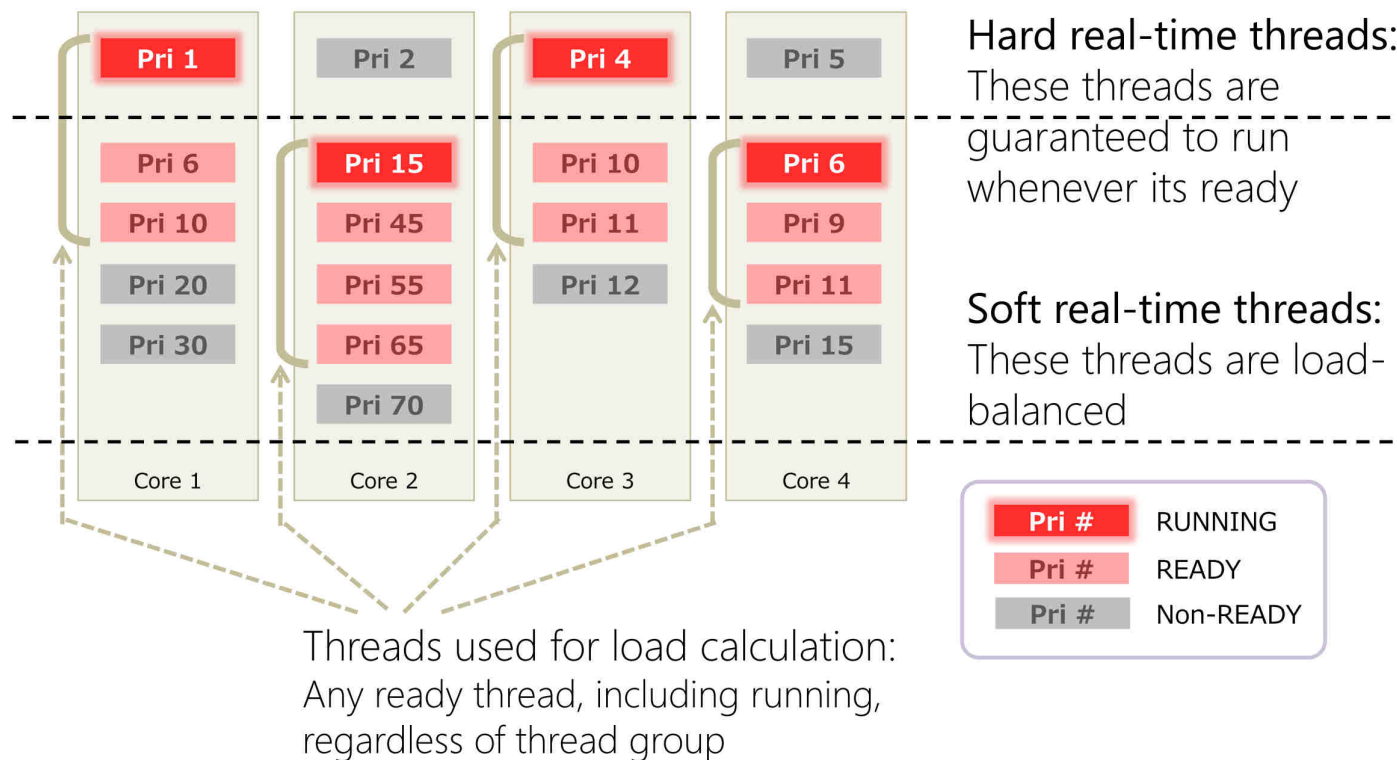 Pri 1
Pri 6
Pri 10
Pri 20
Pri 30
Core 1
Pri 2
Pri 15
Pri 45
Pri 55
Pri 65
Pri 70
Core 2
Pri 4
Pri 10
Pri 11
Pri 12
Core 3
Pri 5
Pri 6
Pri 9
Pri 11
Pri 15
Core 4
Hard real-time threads:
These threads are
guaranteed to run
whenever its ready
Soft real-time threads:
These threads are load-
balanced
Pri # RUNNING
Pri # READY
Pri # Non-READY
Threads used for load calculation:
Any ready thread, including running,
regardless of thread group